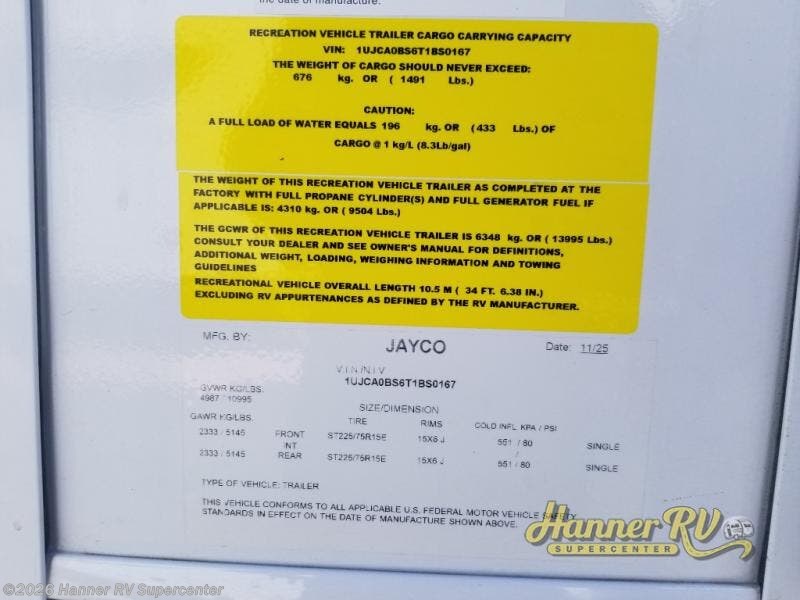 the date of manufacture.
RECREATION VEHICLE TRAILER CARGO CARRYING CAPACITY
VIN: 1UJCA0BS6T1BS0167
THE WEIGHT OF CARGO SHOULD NEVER EXCEED:
676 kg. OR ( 1491 Lbs.)
CAUTION:
A FULL LOAD OF WATER EQUALS 196 kg. OR (433 Lbs.) OF
CARGO @ 1 kg/L (8.3Lb/gal)
THE WEIGHT OF THIS RECREATION VEHICLE TRAILER AS COMPLETED AT THE
FACTORY WITH FULL PROPANE CYLINDER(S) AND FULL GENERATOR FUEL IF
APPLICABLE IS: 4310 kg. OR ( 9504 Lbs.)
THE GCWR OF THIS RECREATION VEHICLE TRAILER IS 6348 kg. OR ( 13995 Lbs.)
CONSULT YOUR DEALER AND SEE OWNER'S MANUAL FOR DEFINITIONS,
ADDITIONAL WEIGHT, LOADING, WEIGHING INFORMATION AND TOWING
GUIDELINES
RECREATIONAL VEHICLE OVERALL LENGTH 10.5 M ( 34 FT. 6.38 IN.)
EXCLUDING RV APPURTENANCES AS DEFINED BY THE RV MANUFACTURER.
MFG. BY: JAYCO Date: 11/25
V.I.N./N.I.V
1UJCA0BS6T1BS0167
GVWR KG/LBS.
4987 / 10995
SIZE/DIMENSION
GAWR KG/LBS. TIRE RIMS COLD INFL. KPA / PSI
2333 / 5145 FRONT ST225/75R15E 15X6 J 551 / 80 SINGLE
INT /
2333 / 5145 REAR ST225/75R15E 15X6 J 551 / 80 SINGLE
TYPE OF VEHICLE: TRAILER
THIS VEHICLE CONFORMS TO ALL APPLICABLE U.S. FEDERAL MOTOR VEHICLE SAFETY
STANDARDS IN EFFECT ON THE DATE OF MANUFACTURE SHOWN ABOVE.
Hanner RV
SUPERCENTER
©2026 Hanner RV Supercenter